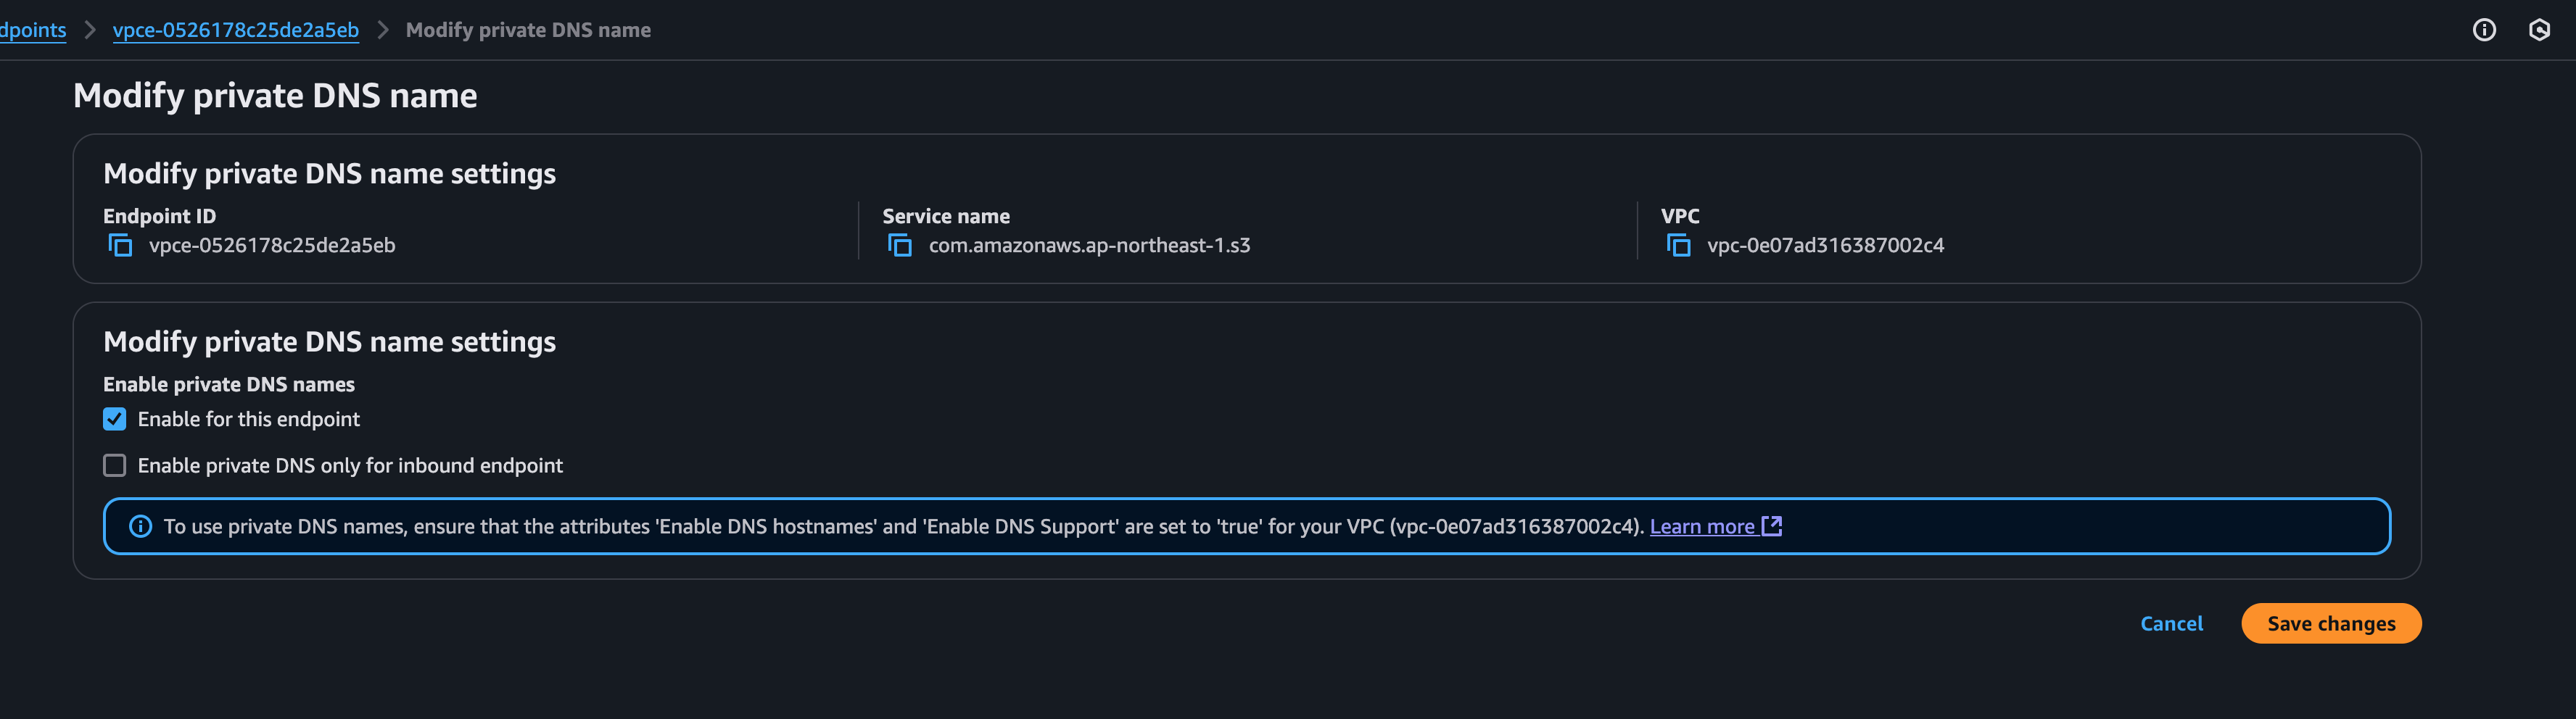 dpoints > vpce-0526178c25de2a5eb > Modify private DNS name
Modify private DNS name
Modify private DNS name settings
Endpoint ID
vpce-0526178c25de2a5eb
Service name
com.amazonaws.ap-northeast-1.s3
VPC
vpc-0e07ad316387002c4
Modify private DNS name settings
Enable private DNS names
Enable for this endpoint
Enable private DNS only for inbound endpoint
To use private DNS names, ensure that the attributes 'Enable DNS hostnames' and 'Enable DNS Support' are set to 'true' for your VPC (vpc-0e07ad316387002c4). Learn more
Cancel
Save changes